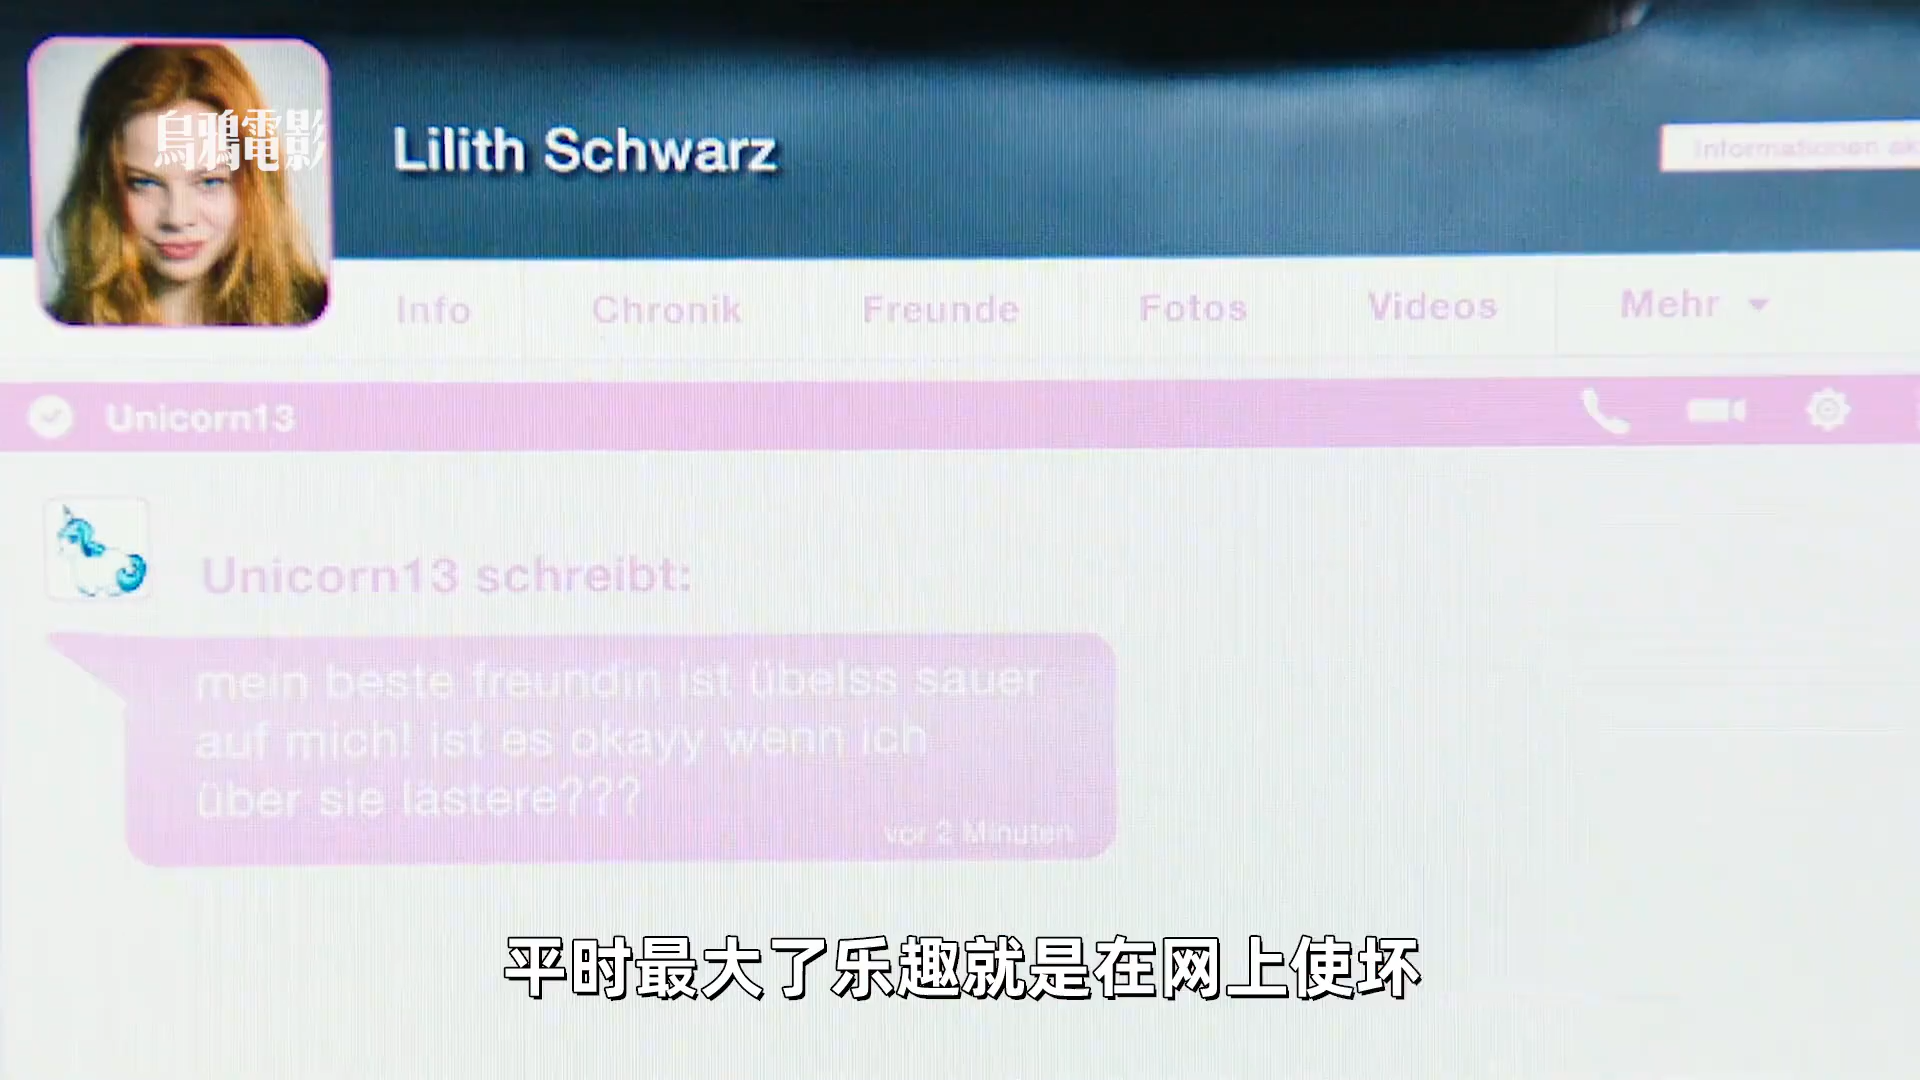 烏鴉電影
Lilith Schwarz
Informationen
Info Chronik Freunde Fotos Videos Mehr
Unicorn13
Unicorn13 schreibt:
mein beste freundin ist übelss sauer
auf mich! ist es okayy wenn ich
über sie lästere???
vor 2 Minuten
平时最大了乐趣就是在网上使坏